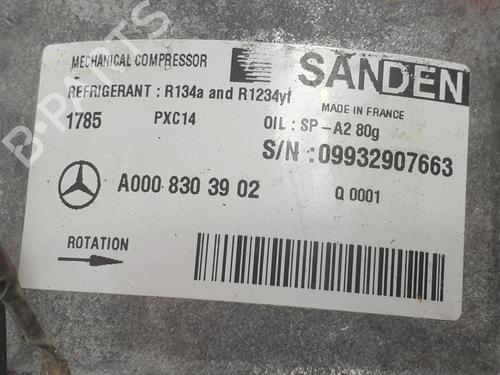 MECHANICAL COMPRESSOR
SANDEN
REFRIGERANT : R134a and R1234yf
MADE IN FRANCE
1785 PXC14 OIL : SP-A2 80g
S/N : 09932907663
A000 830 39 02 Q 0001
ROTATION
B-PARTS